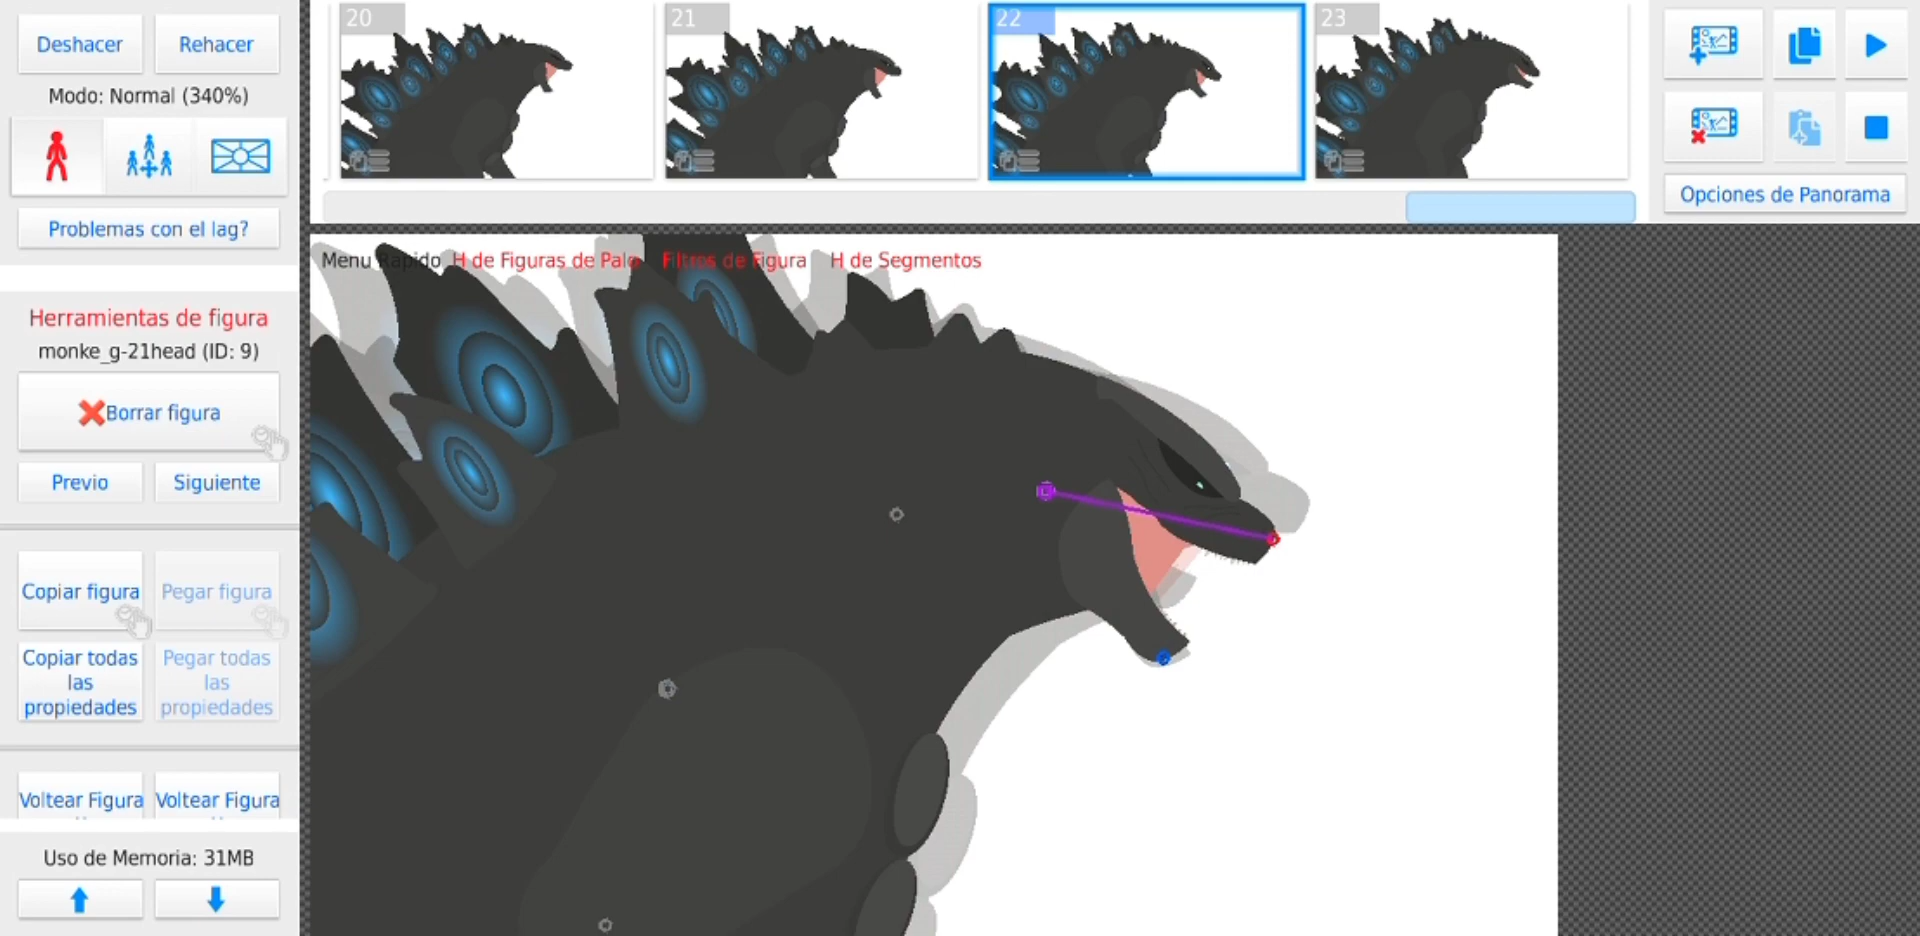 Deshacer
Rehacer
Modo: Normal (340%)
Problemas con el lag?
Herramientas de figura
monke_g-21head (ID: 9)
Borrar figura
Previo
Siguiente
Copiar figura
Pegar figura
Copiar todas
las
propiedades
Pegar todas
las
propiedades
Voltear Figura
Voltear Figura
Uso de Memoria: 31MB
20
21
22
23
Opciones de Panorama
Menu Rapido
H de Figuras de Palo
Filtros de Figura
H de Segmentos